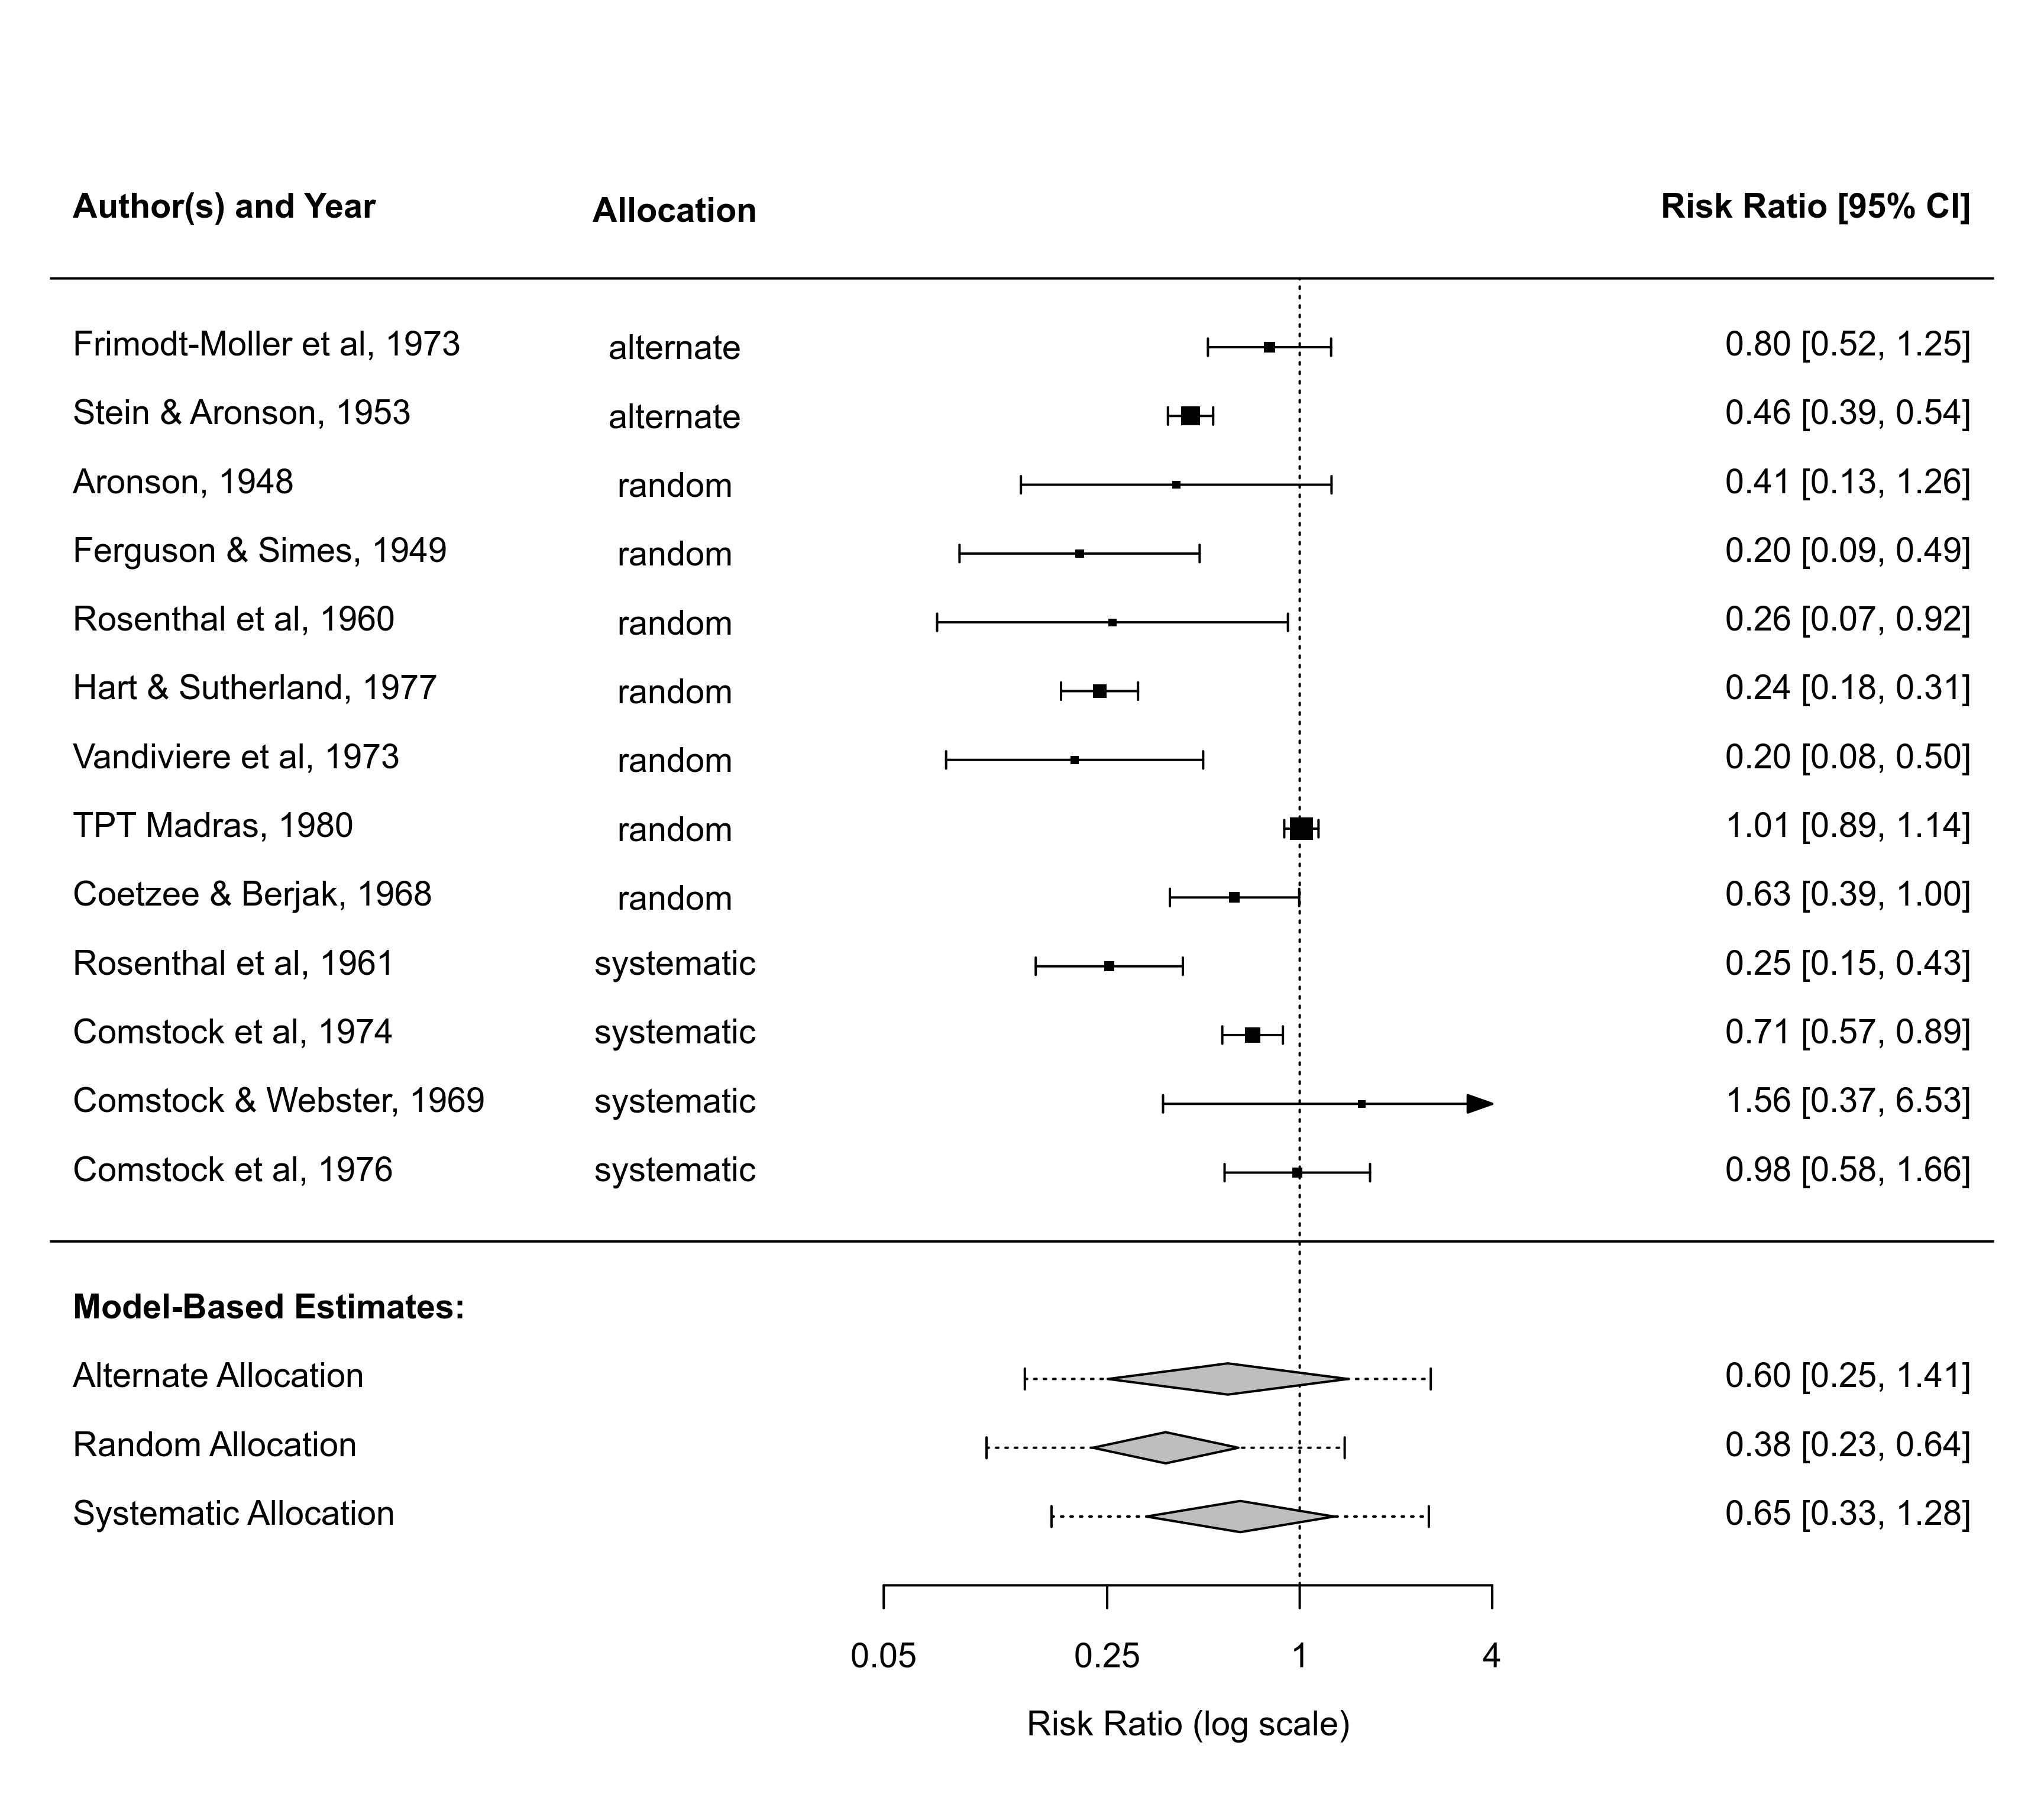 Author(s) and Year Allocation Risk Ratio [95% CI]
Frimodt-Moller et al, 1973 alternate 0.80 [0.52, 1.25]
Stein & Aronson, 1953 alternate 0.46 [0.39, 0.54]
Aronson, 1948 random 0.41 [0.13, 1.26]
Ferguson & Simes, 1949 random 0.20 [0.09, 0.49]
Rosenthal et al, 1960 random 0.26 [0.07, 0.92]
Hart & Sutherland, 1977 random 0.24 [0.18, 0.31]
Vandiviere et al, 1973 random 0.20 [0.08, 0.50]
TPT Madras, 1980 random 1.01 [0.89, 1.14]
Coetzee & Berjak, 1968 random 0.63 [0.39, 1.00]
Rosenthal et al, 1961 systematic 0.25 [0.15, 0.43]
Comstock et al, 1974 systematic 0.71 [0.57, 0.89]
Comstock & Webster, 1969 systematic 1.56 [0.37, 6.53]
Comstock et al, 1976 systematic 0.98 [0.58, 1.66]
Model-Based Estimates:
Alternate Allocation 0.60 [0.25, 1.41]
Random Allocation 0.38 [0.23, 0.64]
Systematic Allocation 0.65 [0.33, 1.28]
0.05 0.25 1 4
Risk Ratio (log scale)